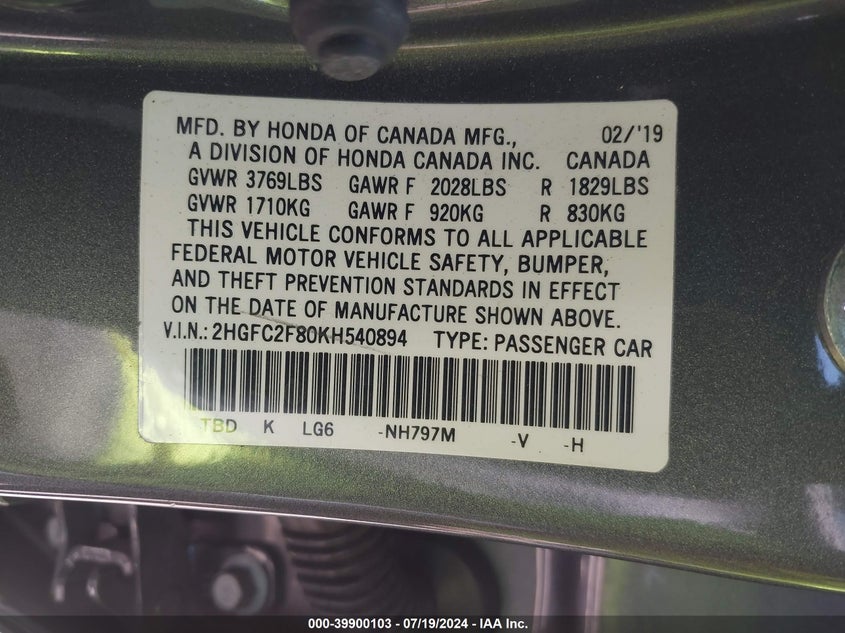 MFD. BY HONDA OF CANADA MFG., 02/'19
A DIVISION OF HONDA CANADA INC. CANADA
GVWR 3769LBS GAWR F 2028LBS R 1829LBS
GVWR 1710KG GAWR F 920KG R 830KG
THIS VEHICLE CONFORMS TO ALL APPLICABLE
FEDERAL MOTOR VEHICLE SAFETY, BUMPER,
AND THEFT PREVENTION STANDARDS IN EFFECT
ON THE DATE OF MANUFACTURE SHOWN ABOVE.
V.I.N.: 2HGFC2F80KH540894 TYPE: PASSENGER CAR
TBD K LG6 -NH797M -V -H
000-39900103 - 07/19/2024 - IAA Inc.